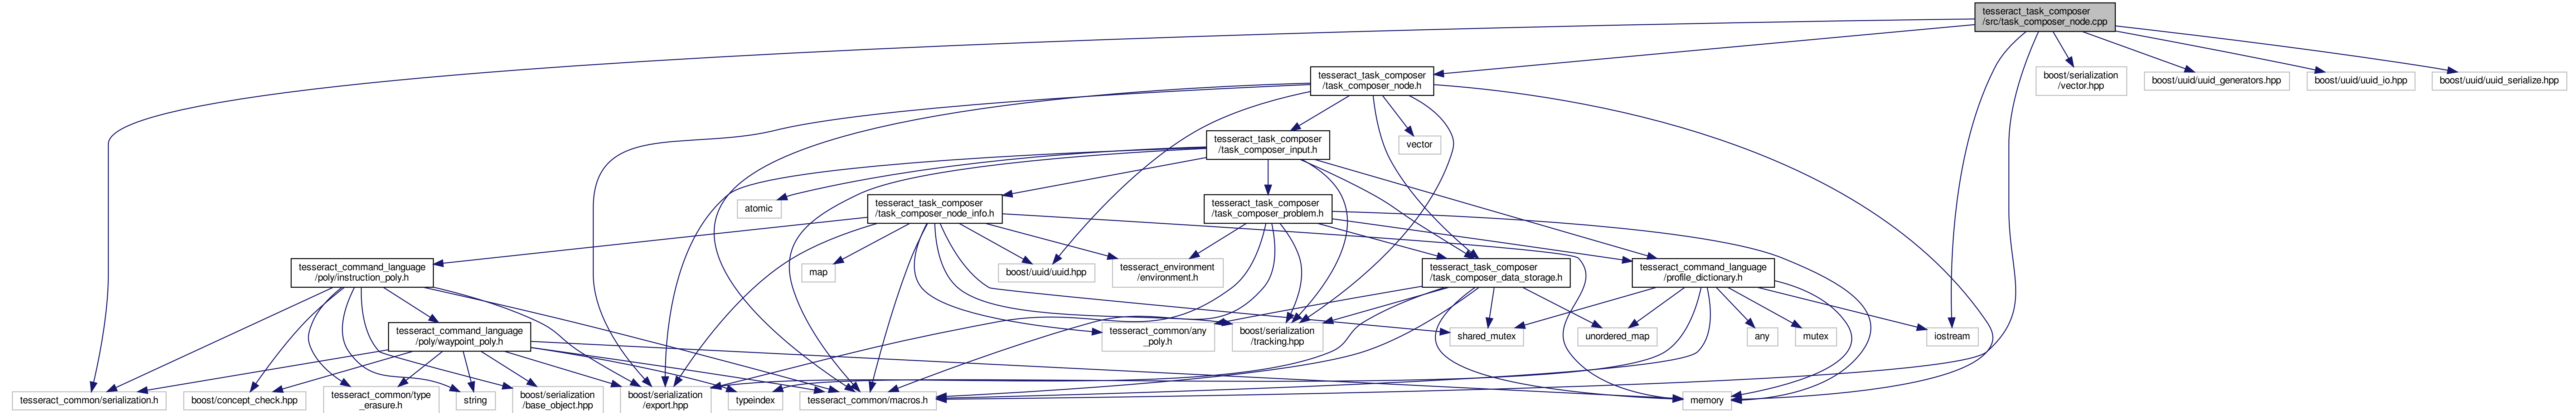 tesseract_task_composer
/src/task_composer_node.cpp
tesseract_task_composer
/task_composer_node.h
boost/serialization
/vector.hpp
boost/uuid/uuid_generators.hpp
boost/uuid/uuid_io.hpp
boost/uuid/uuid_serialize.hpp
tesseract_task_composer
/task_composer_input.h
vector
atomic
tesseract_task_composer
/task_composer_node_info.h
tesseract_task_composer
/task_composer_problem.h
tesseract_command_language
/poly/instruction_poly.h
map
boost/uuid/uuid.hpp
tesseract_environment
/environment.h
tesseract_task_composer
/task_composer_data_storage.h
tesseract_command_language
/profile_dictionary.h
tesseract_command_language
/poly/waypoint_poly.h
tesseract_common/any
_poly.h
boost/serialization
/tracking.hpp
shared_mutex
unordered_map
any
mutex
iostream
tesseract_common/serialization.h
boost/concept_check.hpp
tesseract_common/type
_erasure.h
string
boost/serialization
/base_object.hpp
boost/serialization
/export.hpp
typeindex
tesseract_common/macros.h
memory